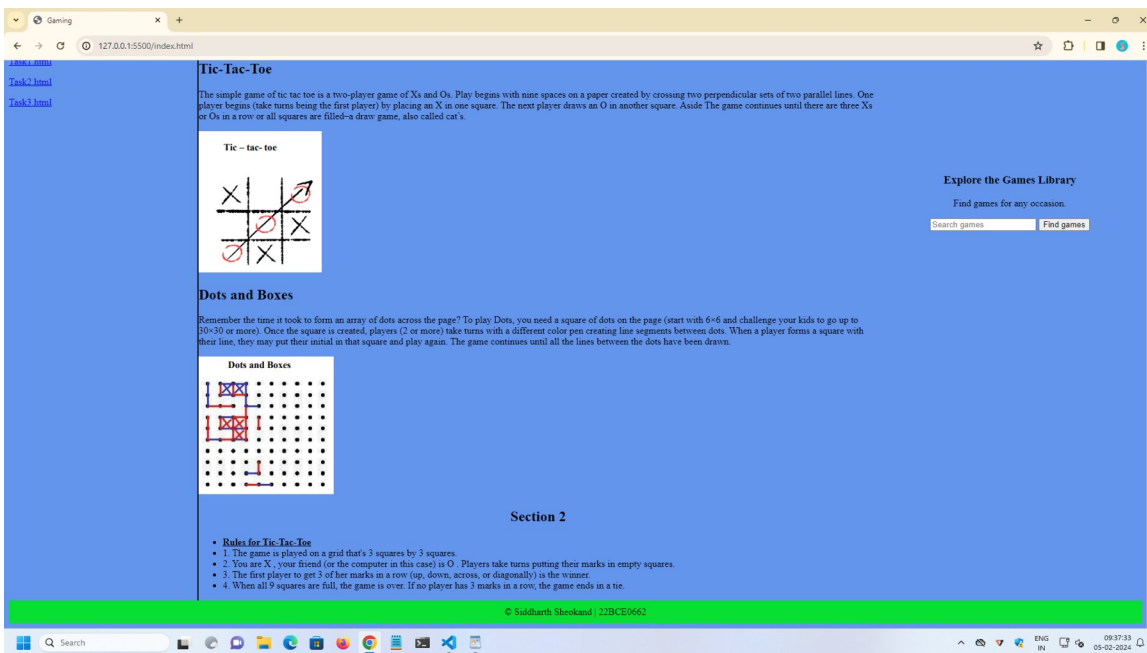 Gaming
127.0.0.1:5500/index.html
Task1.html
Task2.html
Task3.html
Tic-Tac-Toe
The simple game of tic tac toe is a two-player game of Xs and Os. Play begins with nine spaces on a paper created by crossing two perpendicular sets of two parallel lines. One
player begins (take turns being the first player) by placing an X in one square. The next player draws an O in another square. Aside The game continues until there are three Xs
or Os in a row or all squares are filled–a draw game, also called cat's.
Tic – tac- toe
Explore the Games Library
Find games for any occasion.
Search games
Find games
Dots and Boxes
Remember the time it took to form an array of dots across the page? To play Dots, you need a square of dots on the page (start with 6×6 and challenge your kids to go up to
30×30 or more). Once the square is created, players (2 or more) take turns with a different color pen creating line segments between dots. When a player forms a square with
their line, they may put their initial in that square and play again. The game continues until all the lines between the dots have been drawn.
Dots and Boxes
Section 2
Rules for Tic-Tac-Toe
1. The game is played on a grid that's 3 squares by 3 squares.
2. You are X , your friend (or the computer in this case) is O . Players take turns putting their marks in empty squares.
3. The first player to get 3 of her marks in a row (up, down, across, or diagonally) is the winner.
4. When all 9 squares are full, the game is over. If no player has 3 marks in a row, the game ends in a tie.
© Siddharth Sheokand | 22BCE0662
Search
ENG
IN
09:37:33
05-02-2024